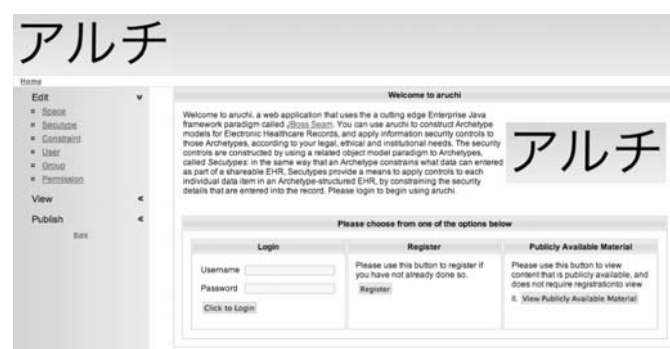 アルチ
Home
Edit
Space
Secutype
Constraint
User
Group
Permission
View
Publish
Welcome to aruchi
Welcome to aruchi, a web application that uses the a cutting edge Enterprise Java
framework paradigm called JBoss Seam. You can use aruchi to construct Archetype
models for Electronic Healthcare Records, and apply information security controls to
those Archetypes, according to your legal, ethical and institutional needs. The security
controls are constructed by using a related object model paradigm to Archetypes,
called Secutypes: in the same way that an Archetype constrains what data can entered
as part of a shareable EHR, Secutypes provide a means to apply controls to each
individual data item in an Archetype-structured EHR, by constraining the security
details that are entered into the record. Please login to begin using aruchi.
アルチ
Please choose from one of the options below
Login
Username
Password
Click to Login
Register
Please use this button to register if
you have not already done so.
Register
Publicly Available Material
Please use this button to view
content that is publicly available, and
does not require registrationto view
it. View Publicly Available Material